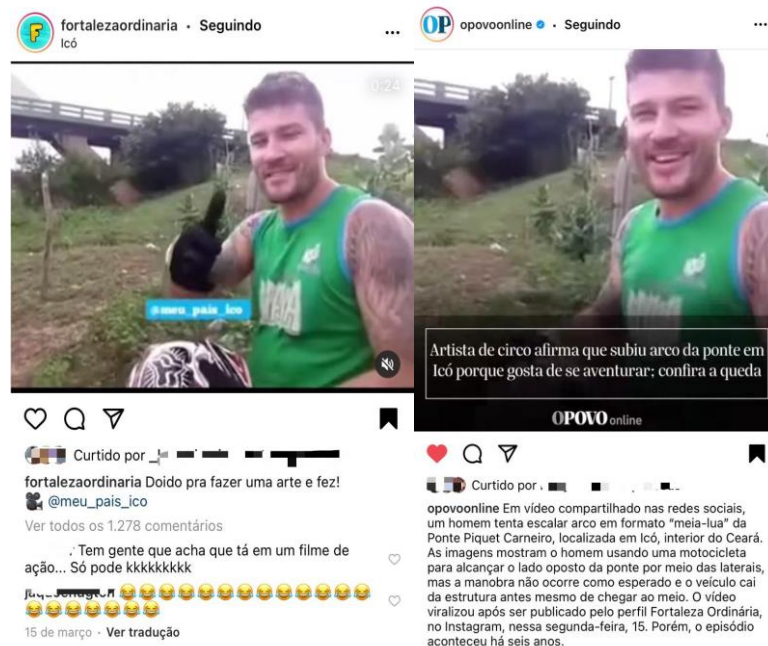 fortalezaordinaria • Seguindo
Icó
0:24
@meu_pais_ico
Curtido por
fortalezaordinaria Doido pra fazer uma arte e fez!
@meu_pais_ico
Ver todos os 1.278 comentários
. Tem gente que acha que tá em um filme de
ação... Só pode kkkkkkkkk
15 de março • Ver tradução
OP opovoonline • Seguindo
Artista de circo afirma que subiu arco da ponte em
Icó porque gosta de se aventurar; confira a queda
OPOVO online
Curtido por
opovoonline Em vídeo compartilhado nas redes sociais,
um homem tenta escalar arco em formato “meia-lua” da
Ponte Piquet Carneiro, localizada em Icó, interior do Ceará.
As imagens mostram o homem usando uma motocicleta
para alcançar o lado oposto da ponte por meio das laterais,
mas a manobra não ocorre como esperado e o veículo cai
da estrutura antes mesmo de chegar ao meio. O vídeo
viralizou após ser publicado pelo perfil Fortaleza Ordinária,
no Instagram, nessa segunda-feira, 15. Porém, o episódio
aconteceu há seis anos.